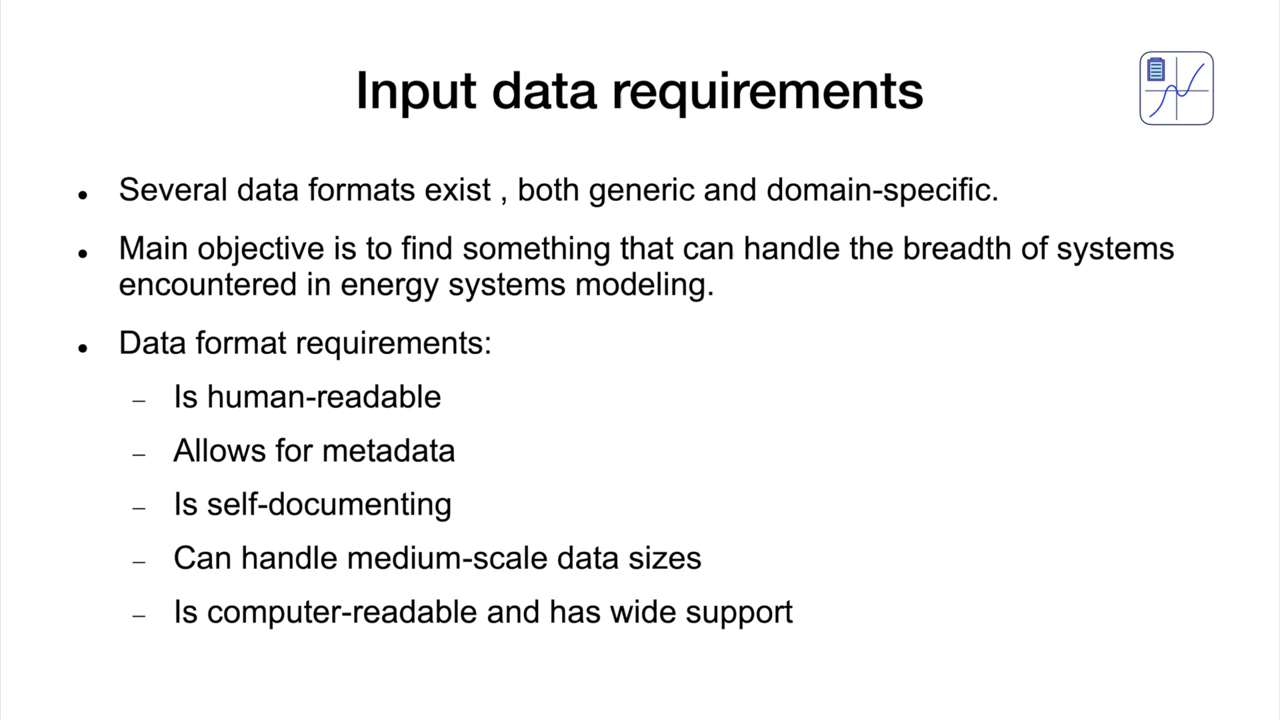 Input data requirements
• Several data formats exist , both generic and domain-specific.
• Main objective is to find something that can handle the breadth of systems
encountered in energy systems modeling.
• Data format requirements:
– Is human-readable
– Allows for metadata
– Is self-documenting
– Can handle medium-scale data sizes
– Is computer-readable and has wide support